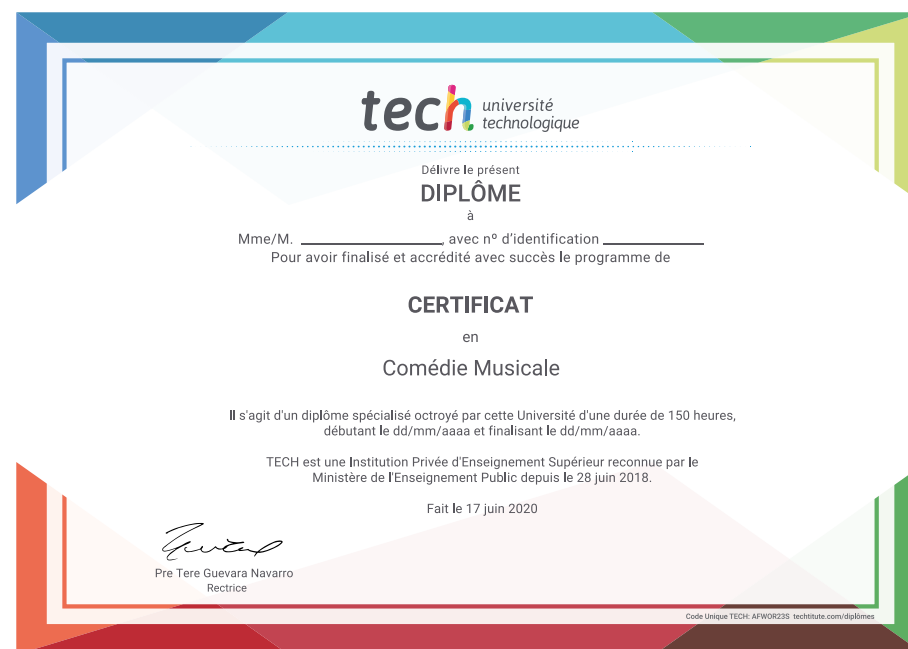 tech université
technologique
Délivre le présent
DIPLÔME
à
Mme/M. ____________________, avec nº d'identification ______________
Pour avoir finalisé et accrédité avec succès le programme de
CERTIFICAT
en
Comédie Musicale
Il s'agit d'un diplôme spécialisé octroyé par cette Université d'une durée de 150 heures,
débutant le dd/mm/aaaa et finalisant le dd/mm/aaaa.
TECH est une Institution Privée d'Enseignement Supérieur reconnue par le
Ministère de l'Enseignement Public depuis le 28 juin 2018.
Fait le 17 juin 2020
Pre Tere Guevara Navarro
Rectrice
Code Unique TECH: AFWOR23S techtitute.com/diplômes